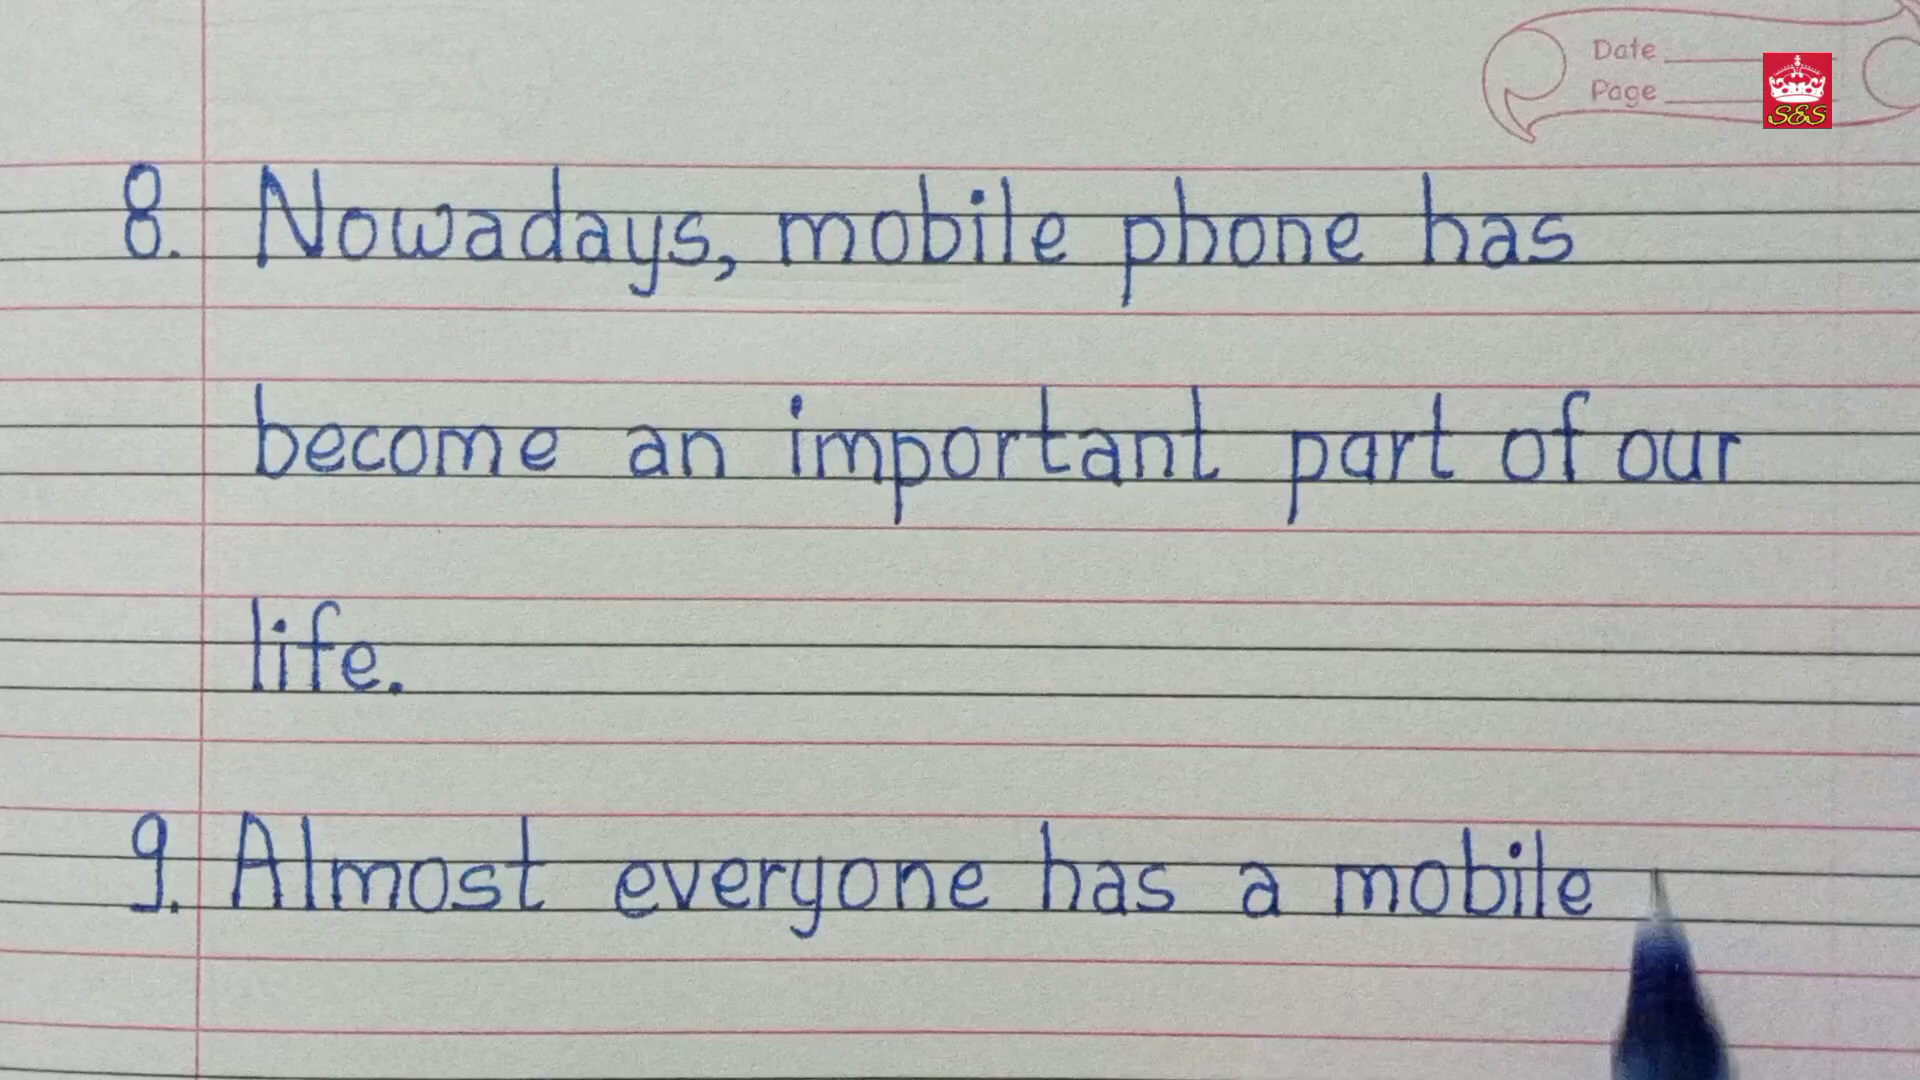 Date
Page
S&S
8. Nowadays, mobile phone has
become an important part of our
life.
9. Almost everyone has a mobile